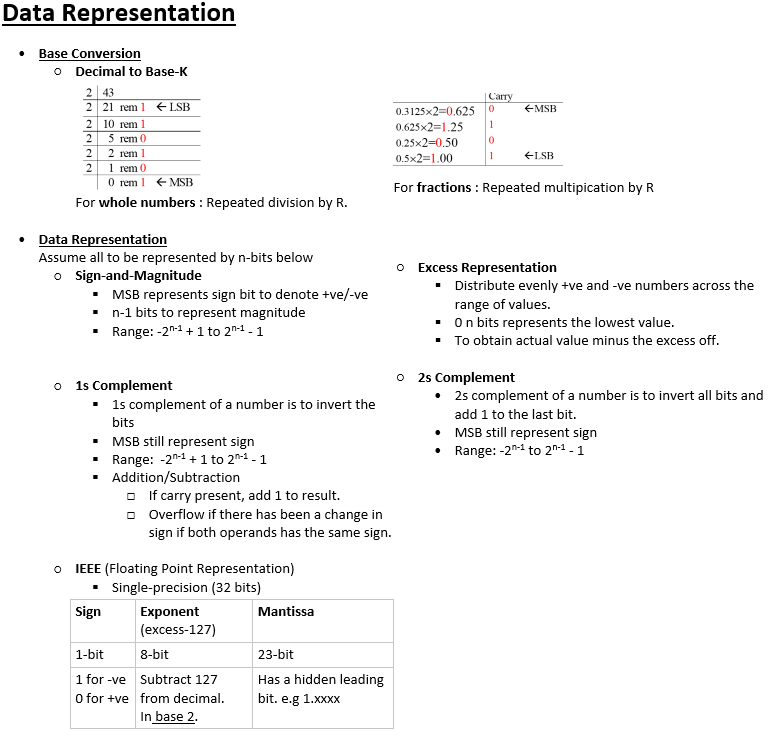 Data Representation
• Base Conversion
o Decimal to Base-K
2 43
2 21 rem 1 ← LSB
2 10 rem 1
2 5 rem 0
2 2 rem 1
2 1 rem 0
0 rem 1 ← MSB
For whole numbers : Repeated division by R.
Carry
0.3125×2=0.625 0 ←MSB
0.625×2=1.25 1
0.25×2=0.50 0
0.5×2=1.00 1 ←LSB
For fractions : Repeated multipication by R
• Data Representation
Assume all to be represented by n-bits below
o Sign-and-Magnitude
▪ MSB represents sign bit to denote +ve/-ve
▪ n-1 bits to represent magnitude
▪ Range: -2ⁿ⁻¹ + 1 to 2ⁿ⁻¹ - 1
o Excess Representation
▪ Distribute evenly +ve and -ve numbers across the
range of values.
▪ 0 n bits represents the lowest value.
▪ To obtain actual value minus the excess off.
o 1s Complement
▪ 1s complement of a number is to invert the
bits
▪ MSB still represent sign
▪ Range: -2ⁿ⁻¹ + 1 to 2ⁿ⁻¹ - 1
▪ Addition/Subtraction
□ If carry present, add 1 to result.
□ Overflow if there has been a change in
sign if both operands has the same sign.
o 2s Complement
• 2s complement of a number is to invert all bits and
add 1 to the last bit.
• MSB still represent sign
• Range: -2ⁿ⁻¹ to 2ⁿ⁻¹ - 1
o IEEE (Floating Point Representation)
▪ Single-precision (32 bits)
Sign Exponent Mantissa
(excess-127)
1-bit 8-bit 23-bit
1 for -ve Subtract 127 Has a hidden leading
0 for +ve from decimal. bit. e.g 1.xxxx
In base 2.